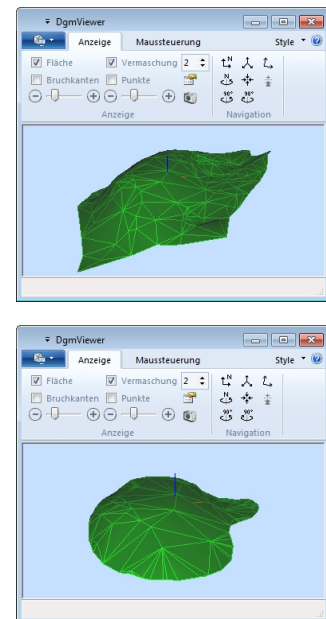 DgmViewer
Anzeige Maussteuerung Style
Fläche Vermaschung 2
Bruchkanten Punkte
Anzeige Navigation
DgmViewer
Anzeige Maussteuerung Style
Fläche Vermaschung 2
Bruchkanten Punkte
Anzeige Navigation